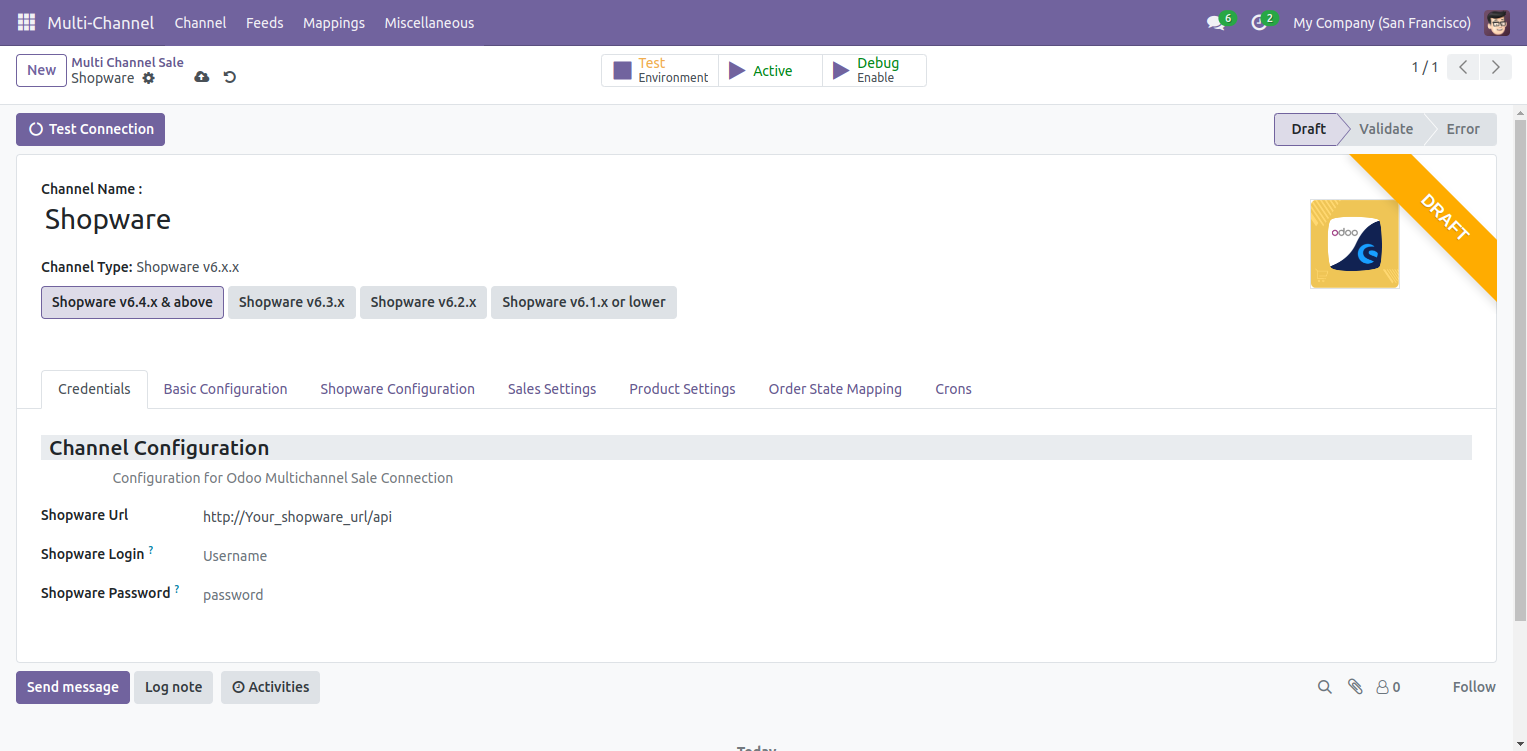 Multi-Channel Channel Feeds Mappings Miscellaneous 6 2 My Company (San Francisco)
New Multi Channel Sale Test Environment Active Debug Enable 1 / 1
Shopware
Test Connection Draft Validate Error
Channel Name :
Shopware
DRAFT
odoo
Channel Type: Shopware v6.x.x
Shopware v6.4.x & above Shopware v6.3.x Shopware v6.2.x Shopware v6.1.x or lower
Credentials Basic Configuration Shopware Configuration Sales Settings Product Settings Order State Mapping Crons
Channel Configuration
Configuration for Odoo Multichannel Sale Connection
Shopware Url http://Your_shopware_url/api
Shopware Login ? Username
Shopware Password ? password
Send message Log note Activities 0 Follow
Today